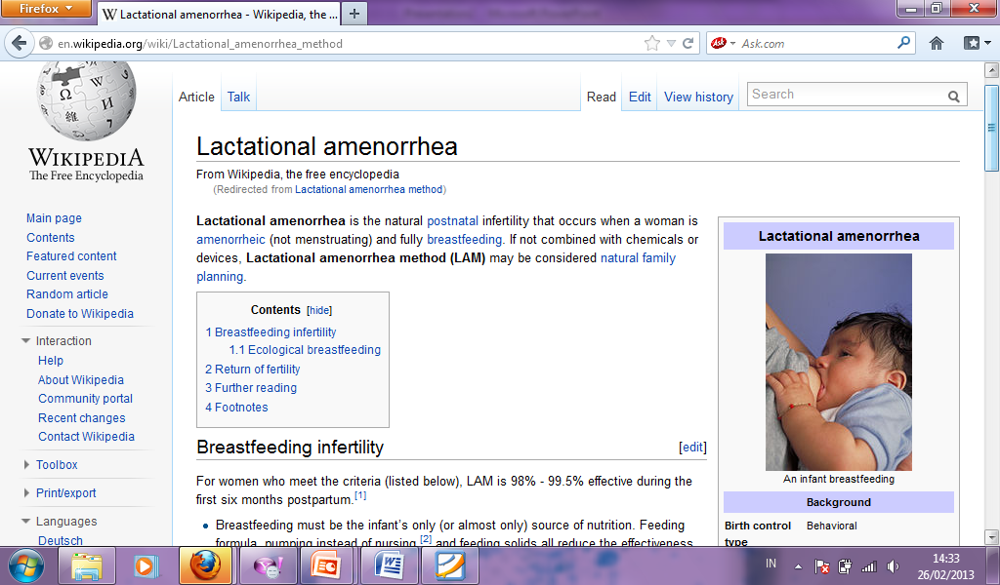 Firefox
Lactational amenorrhea - Wikipedia, the ...
en.wikipedia.org/wiki/Lactational_amenorrhea_method
Ask
Ask.com
WIKIPEDIA
The Free Encyclopedia
Main page
Contents
Featured content
Current events
Random article
Donate to Wikipedia
Interaction
Help
About Wikipedia
Community portal
Recent changes
Contact Wikipedia
Toolbox
Print/export
Languages
Deutsch
Article Talk
Read Edit View history
Search
Lactational amenorrhea
From Wikipedia, the free encyclopedia
(Redirected from Lactational amenorrhea method)
Lactational amenorrhea is the natural postnatal infertility that occurs when a woman is
amenorrheic (not menstruating) and fully breastfeeding. If not combined with chemicals or
devices, Lactational amenorrhea method (LAM) may be considered natural family
planning.
Contents [hide]
1 Breastfeeding infertility
1.1 Ecological breastfeeding
2 Return of fertility
3 Further reading
4 Footnotes
Breastfeeding infertility [edit]
For women who meet the criteria (listed below), LAM is 98% - 99.5% effective during the
first six months postpartum.[1]
• Breastfeeding must be the infant's only (or almost only) source of nutrition. Feeding
formula, pumping instead of nursing,[2] and feeding solids all reduce the effectiveness
Lactational amenorrhea
An infant breastfeeding
Background
Birth control Behavioral
type
IN
14:33
26/02/2013